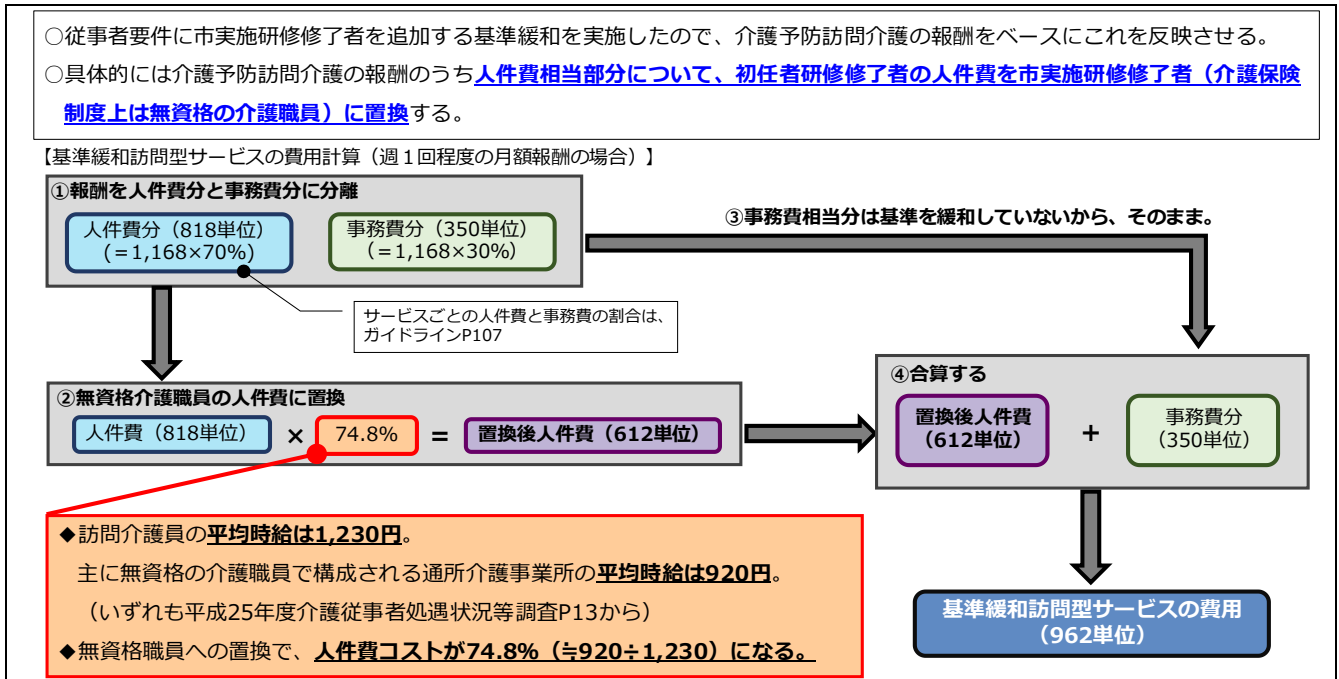 ○従事者要件に市実施研修修了者を追加する基準緩和を実施したので、介護予防訪問介護の報酬をベースにこれを反映させる。
○具体的には介護予防訪問介護の報酬のうち人件費相当部分について、初任者研修修了者の人件費を市実施研修修了者（介護保険
制度上は無資格の介護職員）に置換する。
【基準緩和訪問型サービスの費用計算（週１回程度の月額報酬の場合）】
①報酬を人件費分と事務費分に分離
人件費分（818単位）
(＝1,168×70%)
事務費分（350単位）
（＝1,168×30%）
③事務費相当分は基準を緩和していないから、そのまま。
サービスごとの人件費と事務費の割合は、
ガイドラインP107
②無資格介護職員の人件費に置換
人件費（818単位） × 74.8% ＝ 置換後人件費（612単位）
④合算する
置換後人件費
（612単位）
＋
事務費分
（350単位）
◆訪問介護員の平均時給は1,230円。
主に無資格の介護職員で構成される通所介護事業所の平均時給は920円。
（いずれも平成25年度介護従事者処遇状況等調査P13から）
◆無資格職員への置換で、人件費コストが74.8%（≒920÷1,230）になる。
基準緩和訪問型サービスの費用
（962単位）